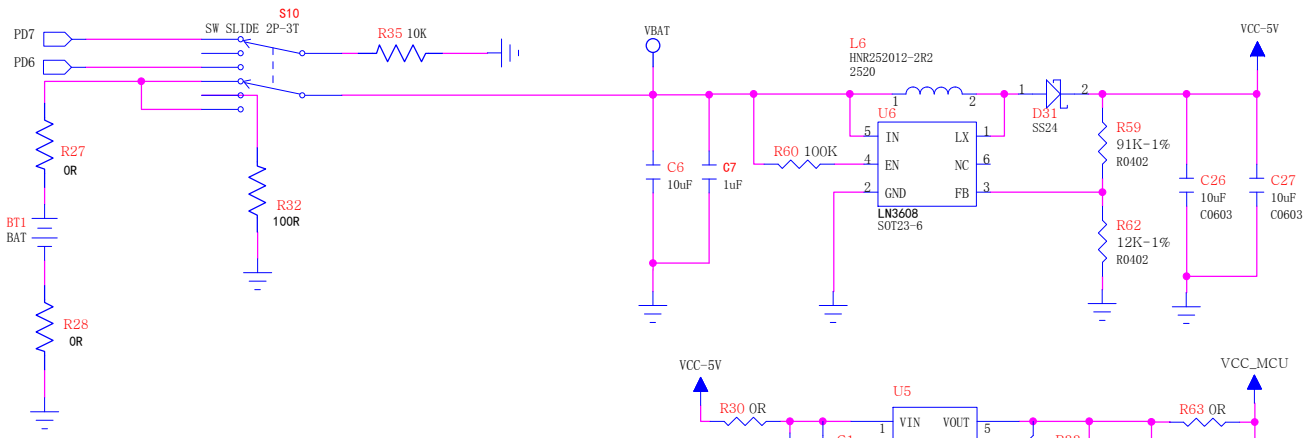 S10
SW SLIDE 2P-3T
PD7
PD6
R35 10K
VBAT
L6
HNR252012-2R2
2520
VCC-5V
1
2
1
2
D31
SS24
U6
5 IN
LX 1
4 EN
NC 6
2 GND
FB 3
LN3608
SOT23-6
R60 100K
R59
91K-1%
R0402
R62
12K-1%
R0402
C6
10uF
C7
1uF
C26
10uF
C0603
C27
10uF
C0603
R27
0R
R32
100R
BT1
BAT
R28
0R
VCC-5V
R30 0R
U5
1 VIN
VOUT 5
R63 0R
VCC_MCU